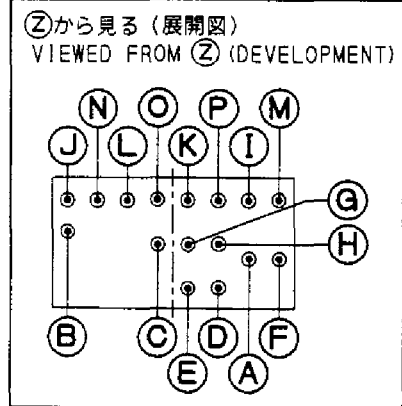 Ⓩから見る (展開図)
VIEWED FROM Ⓩ (DEVELOPMENT)
N O P M
J L K I
G
H
B C D F
E A